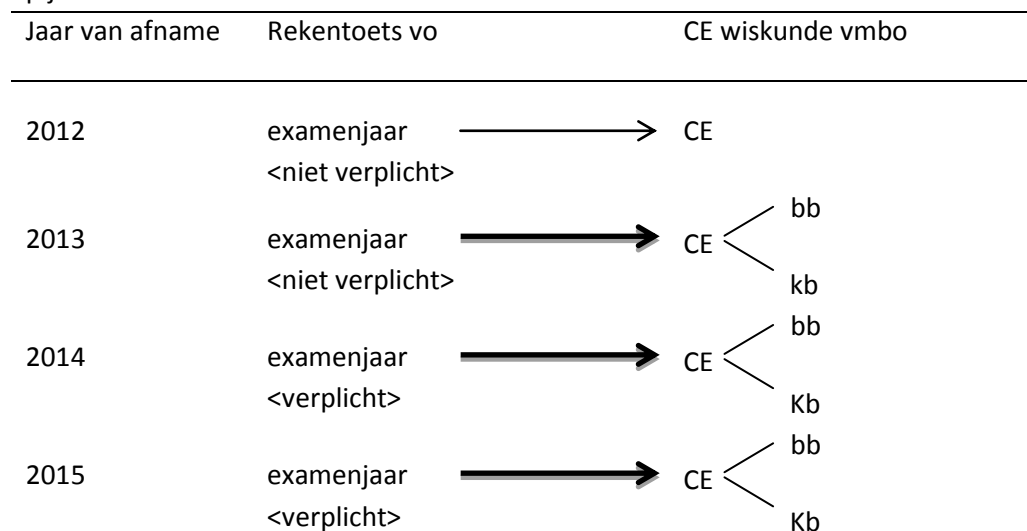 Jaar van afname Rekentoets vo CE wiskunde vmbo
2012 examenjaar CE
<niet verplicht>
bb
2013 examenjaar CE
<niet verplicht> kb
bb
2014 examenjaar CE
<verplicht> Kb
bb
2015 examenjaar CE
<verplicht> Kb